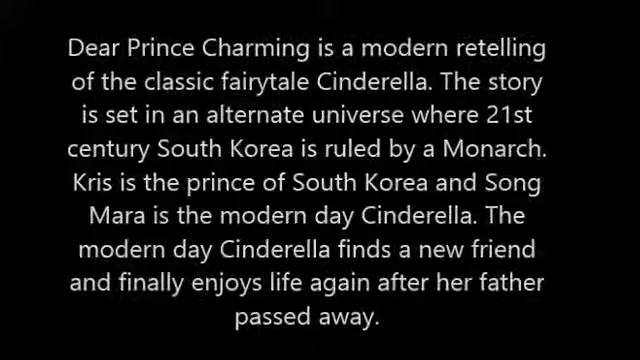 Dear Prince Charming is a modern retelling
of the classic fairytale Cinderella. The story
is set in an alternate universe where 21st
century South Korea is ruled by a Monarch.
Kris is the prince of South Korea and Song
Mara is the modern day Cinderella. The
modern day Cinderella finds a new friend
and finally enjoys life again after her father
passed away.